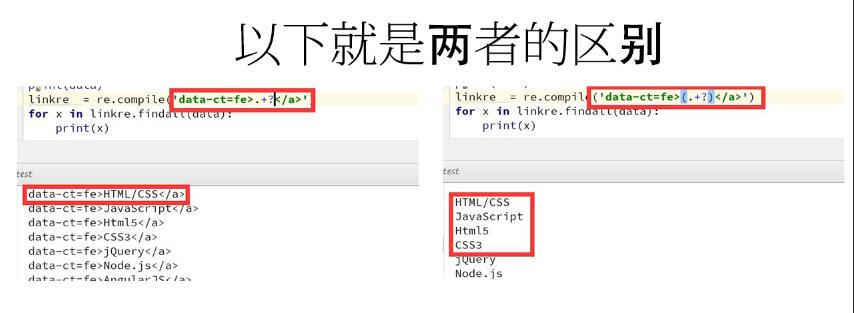 以下就是两者的区别
print(data)
linkre = re.compile('data-ct=fe>.+?</a>')
for x in linkre.findall(data):
print(x)
test
data-ct=fe>HTML/CSS</a>
data-ct=fe>JavaScript</a>
data-ct=fe>Html5</a>
data-ct=fe>CSS3</a>
data-ct=fe>jQuery</a>
data-ct=fe>Node.js</a>
data-ct=fe>AngularJS</a>
linkre = re.compile('data-ct=fe>(.+?)</a>')
for x in linkre.findall(data):
print(x)
test
HTML/CSS
JavaScript
Html5
CSS3
jQuery
Node.js